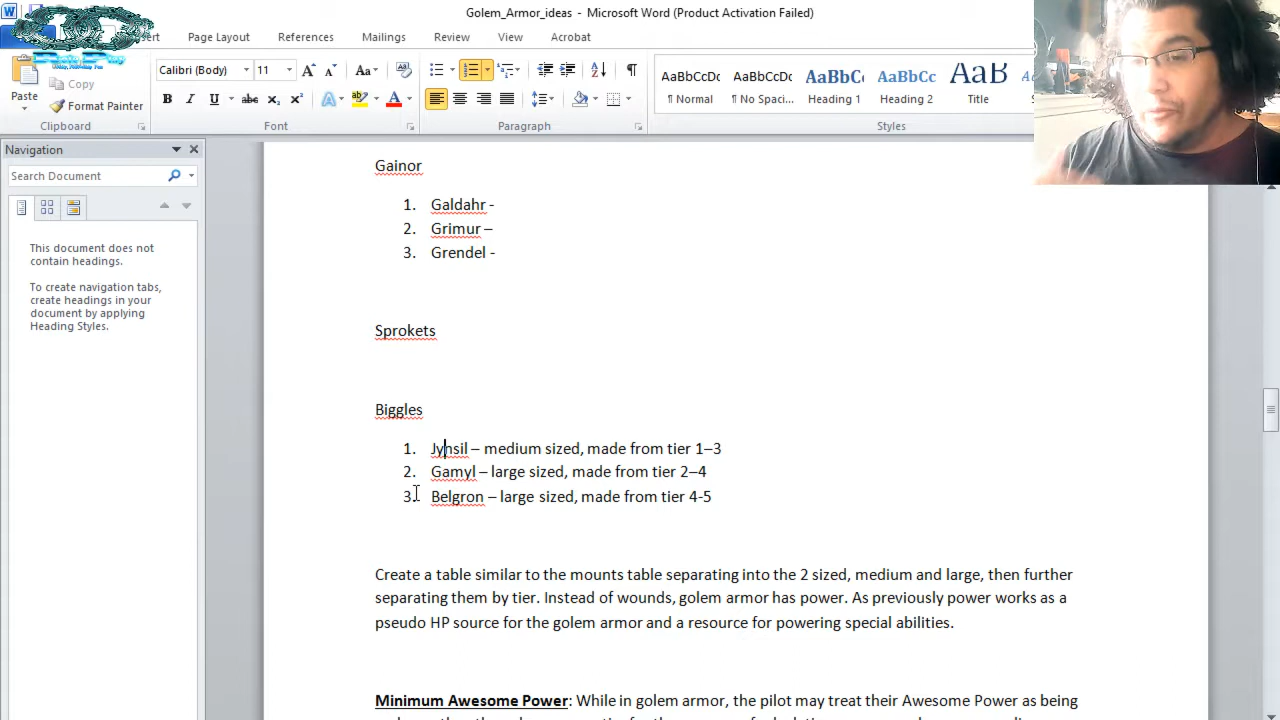 Golem_Armor_ideas - Microsoft Word (Product Activation Failed)
Page Layout References Mailings Review View Acrobat
Paste Copy Format Painter
Calibri (Body) 11
AaBbCcDc AaBbCcDc AaBbCc AaBbCc AaB
¶ Normal ¶ No Spaci... Heading 1 Heading 2 Title
Clipboard Font Paragraph Styles
Navigation
Search Document
This document does not
contain headings.
To create navigation tabs,
create headings in your
document by applying
Heading Styles.
Gainor
1. Galdahr -
2. Grimur –
3. Grendel -
Sprokets
Biggles
1. Jynsil – medium sized, made from tier 1–3
2. Gamyl – large sized, made from tier 2–4
3. Belgron – large sized, made from tier 4-5
Create a table similar to the mounts table separating into the 2 sized, medium and large, then further
separating them by tier. Instead of wounds, golem armor has power. As previously power works as a
pseudo HP source for the golem armor and a resource for powering special abilities.
Minimum Awesome Power: While in golem armor, the pilot may treat their Awesome Power as being